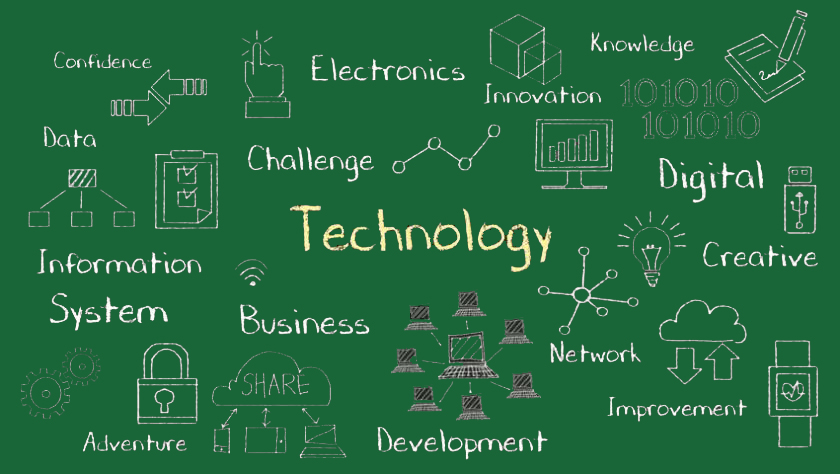 Confidence
Electronics
Knowledge
Innovation
101010
101010
Data
Challenge
Digital
Technology
Creative
Information
System
Business
Network
SHARE
Improvement
Adventure
Development